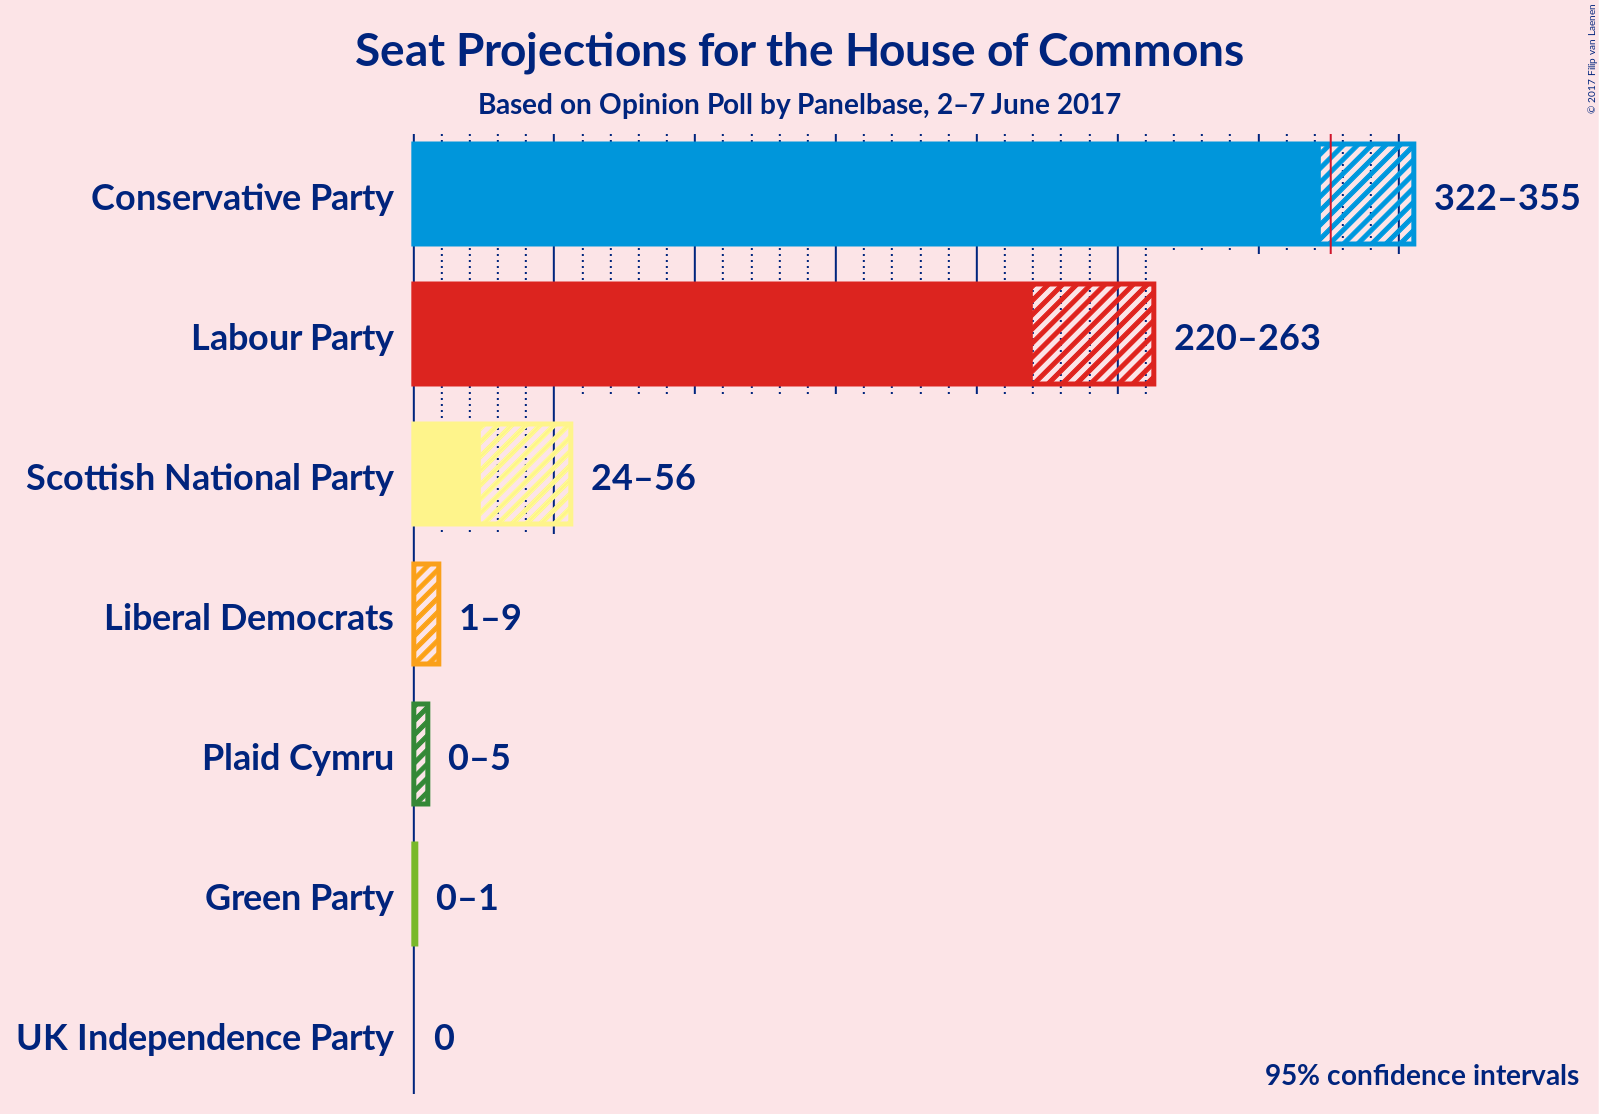 Seat Projections for the House of Commons
Based on Opinion Poll by Panelbase, 2–7 June 2017
© 2017 Filip van Laenen
Conservative Party 322–355
Labour Party 220–263
Scottish National Party 24–56
Liberal Democrats 1–9
Plaid Cymru 0–5
Green Party 0–1
UK Independence Party 0
95% confidence intervals